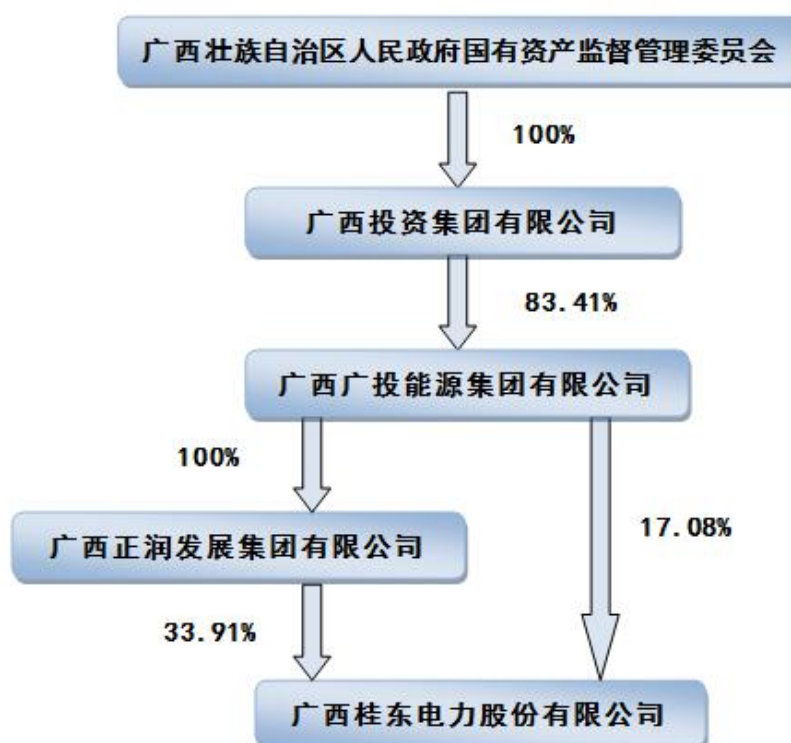 广西壮族自治区人民政府国有资产监督管理委员会
100%
广西投资集团有限公司
83.41%
广西广投能源集团有限公司
100%
17.08%
广西正润发展集团有限公司
33.91%
广西桂东电力股份有限公司